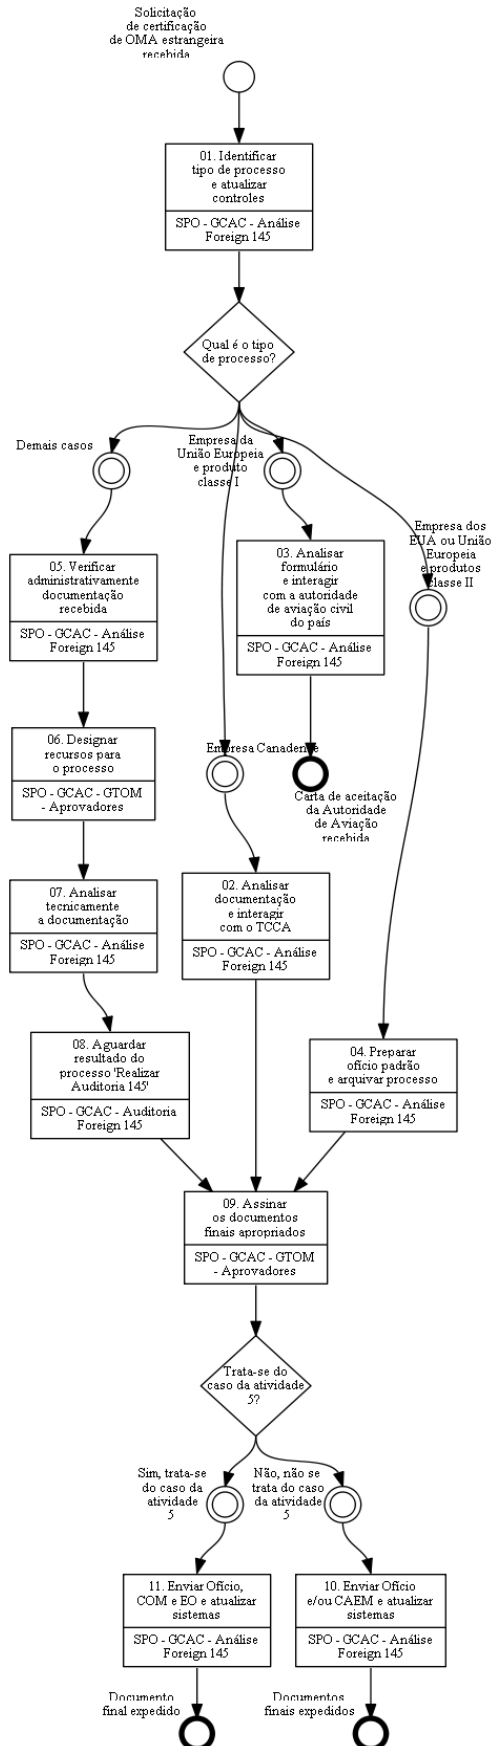 Solicitação
de certificação
de OMA estrangeira
recebida
01. Identificar
tipo de processo
e atualizar
controles
SPO - GCAC - Análise
Foreign 145
Qual é o tipo
de processo?
Demais casos
Empresa da
União Europeia
e produto
classe I
Empresa dos
EUA ou União
Europeia
e produtos
classe II
05. Verificar
administrativamente
documentação
recebida
SPO - GCAC - Análise
Foreign 145
03. Analisar
formulário
e interagir
com a autoridade
de aviação civil
do país
SPO - GCAC - Análise
Foreign 145
06. Designar
recursos para
o processo
SPO - GCAC - GTOM
- Aprovadores
Empresa Canadense
Carta de aceitação
da Autoridade
de Aviação
recebida
07. Analisar
tecnicamente
a documentação
SPO - GCAC - Análise
Foreign 145
02. Analisar
documentação
e interagir
com o TCCA
SPO - GCAC - Análise
Foreign 145
08. Aguardar
resultado do
processo 'Realizar
Auditoria 145'
SPO - GCAC - Auditoria
Foreign 145
04. Preparar
ofício padrão
e arquivar processo
SPO - GCAC - Análise
Foreign 145
09. Assinar
os documentos
finais apropriados
SPO - GCAC - GTOM
- Aprovadores
Trata-se do
caso da atividade
5?
Sim, trata-se
do caso da
atividade
5
Não, não se
trata do caso
da atividade
5
11. Enviar Ofício,
COM e EO e atualizar
sistemas
SPO - GCAC - Análise
Foreign 145
10. Enviar Ofício
e/ou CAEM e atualizar
sistemas
SPO - GCAC - Análise
Foreign 145
Documento
final expedido
Documentos
finais expedidos